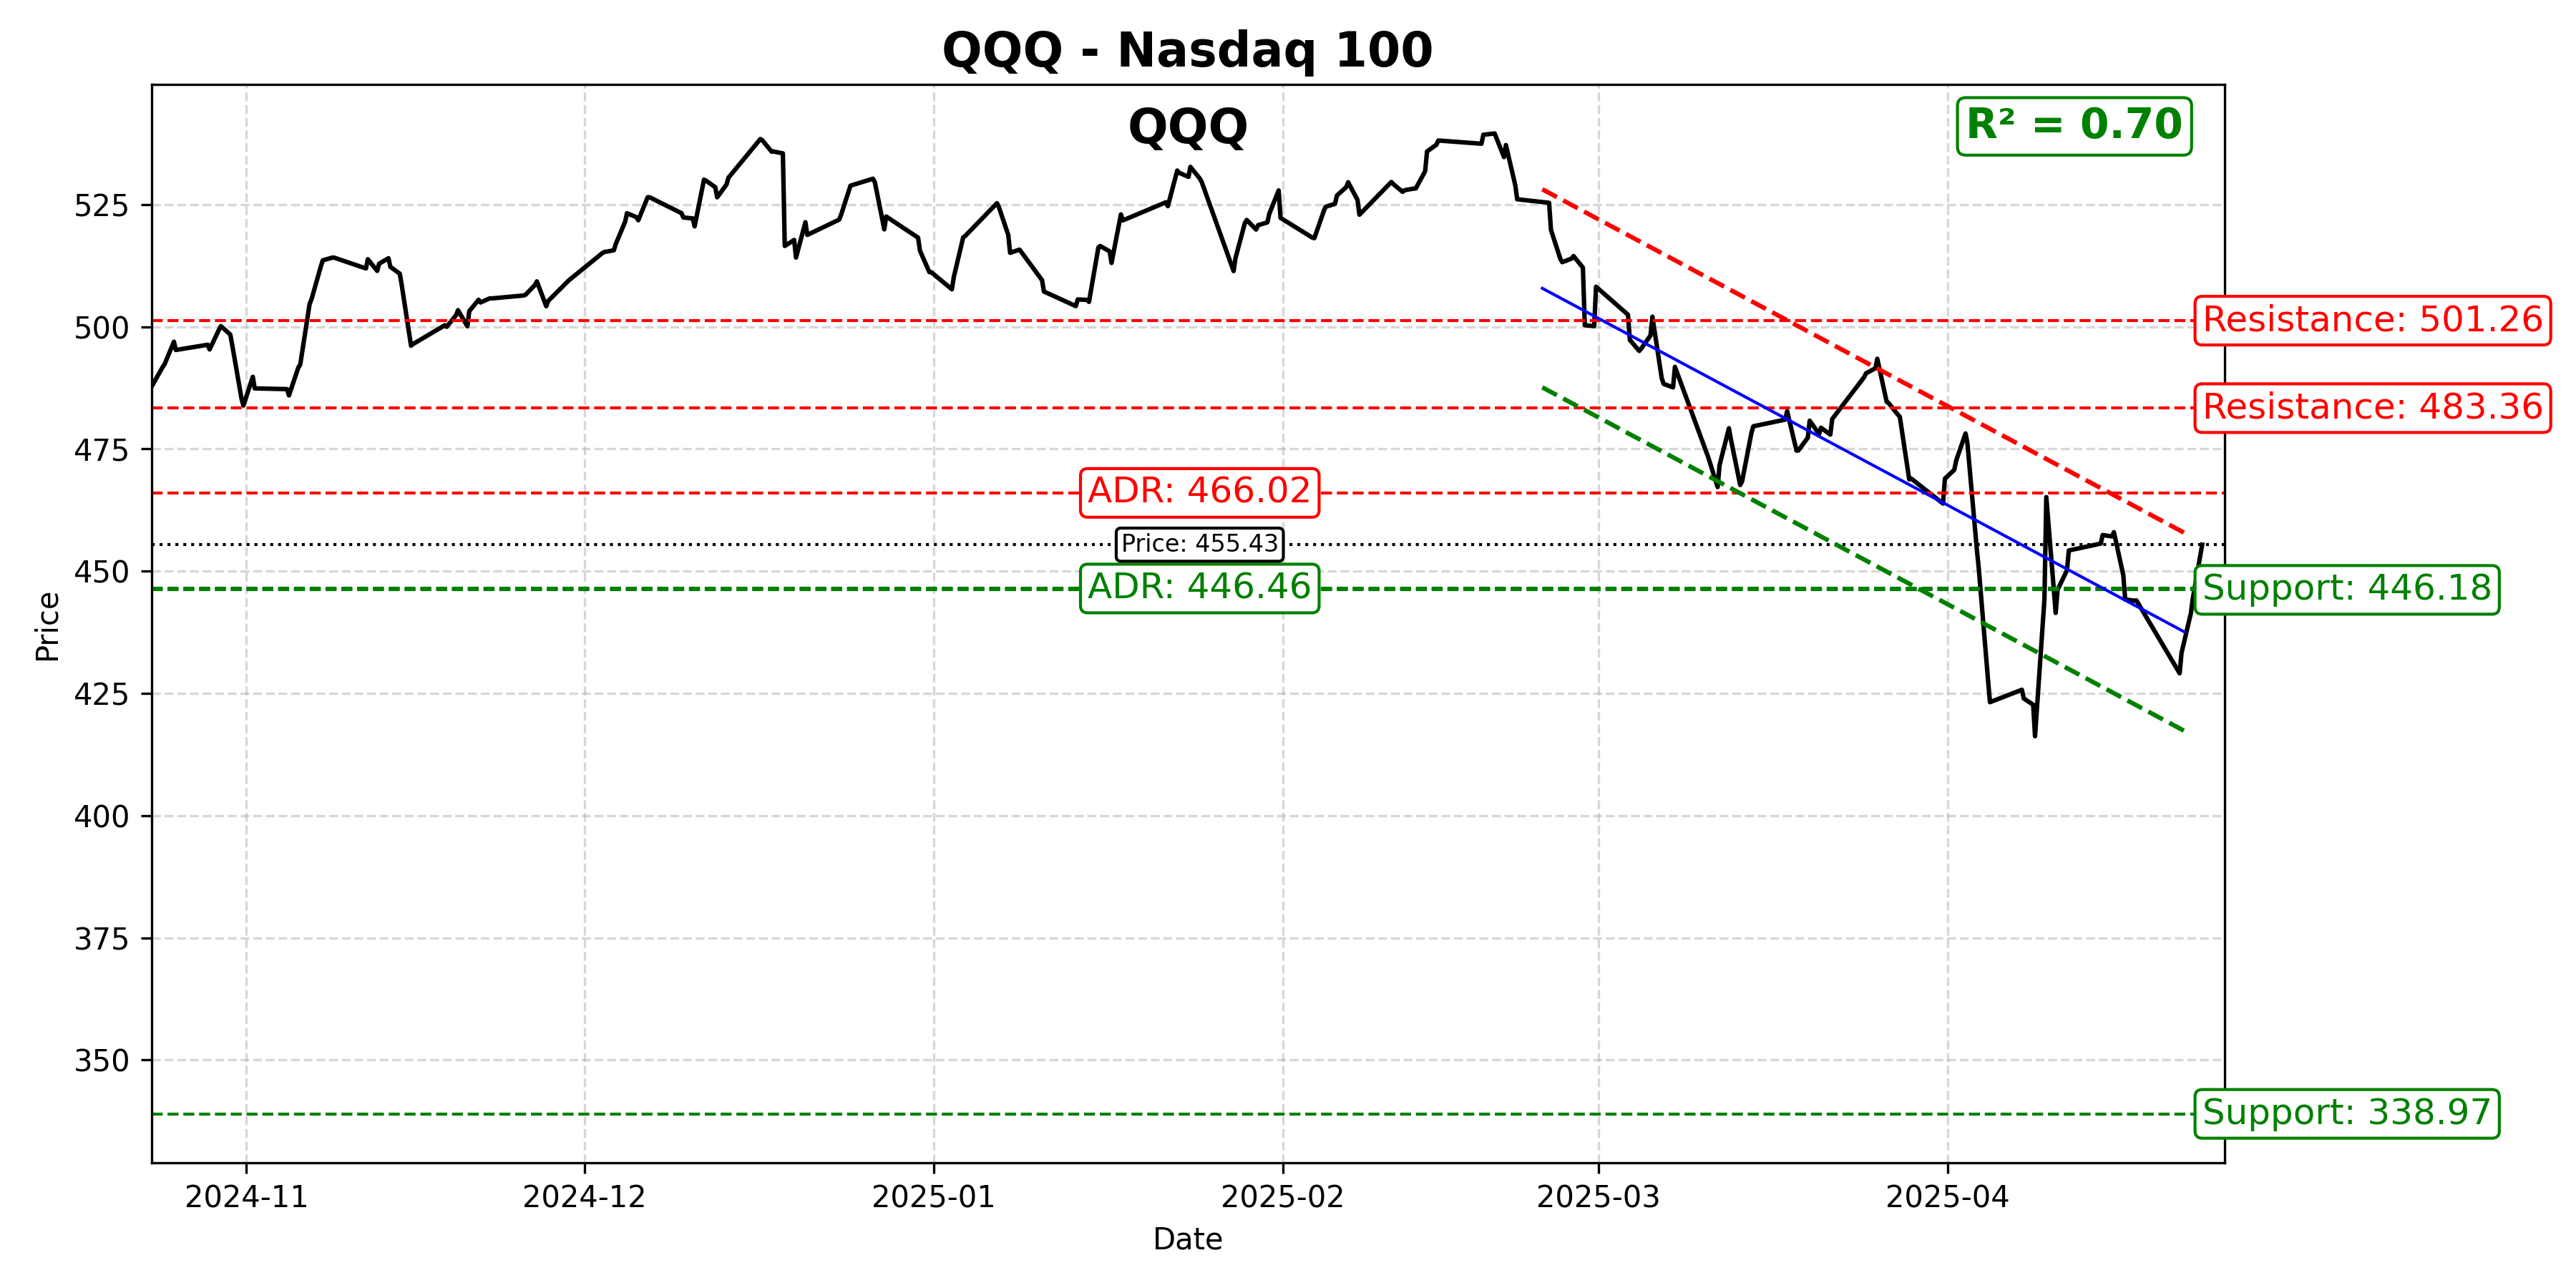 QQQ - Nasdaq 100
QQQ
R² = 0.70
525
500
475
450
425
400
375
350
Price
Resistance: 501.26
Resistance: 483.36
ADR: 466.02
Price: 455.43
ADR: 446.46
Support: 446.18
Support: 338.97
2024-11
2024-12
2025-01
2025-02
2025-03
2025-04
Date